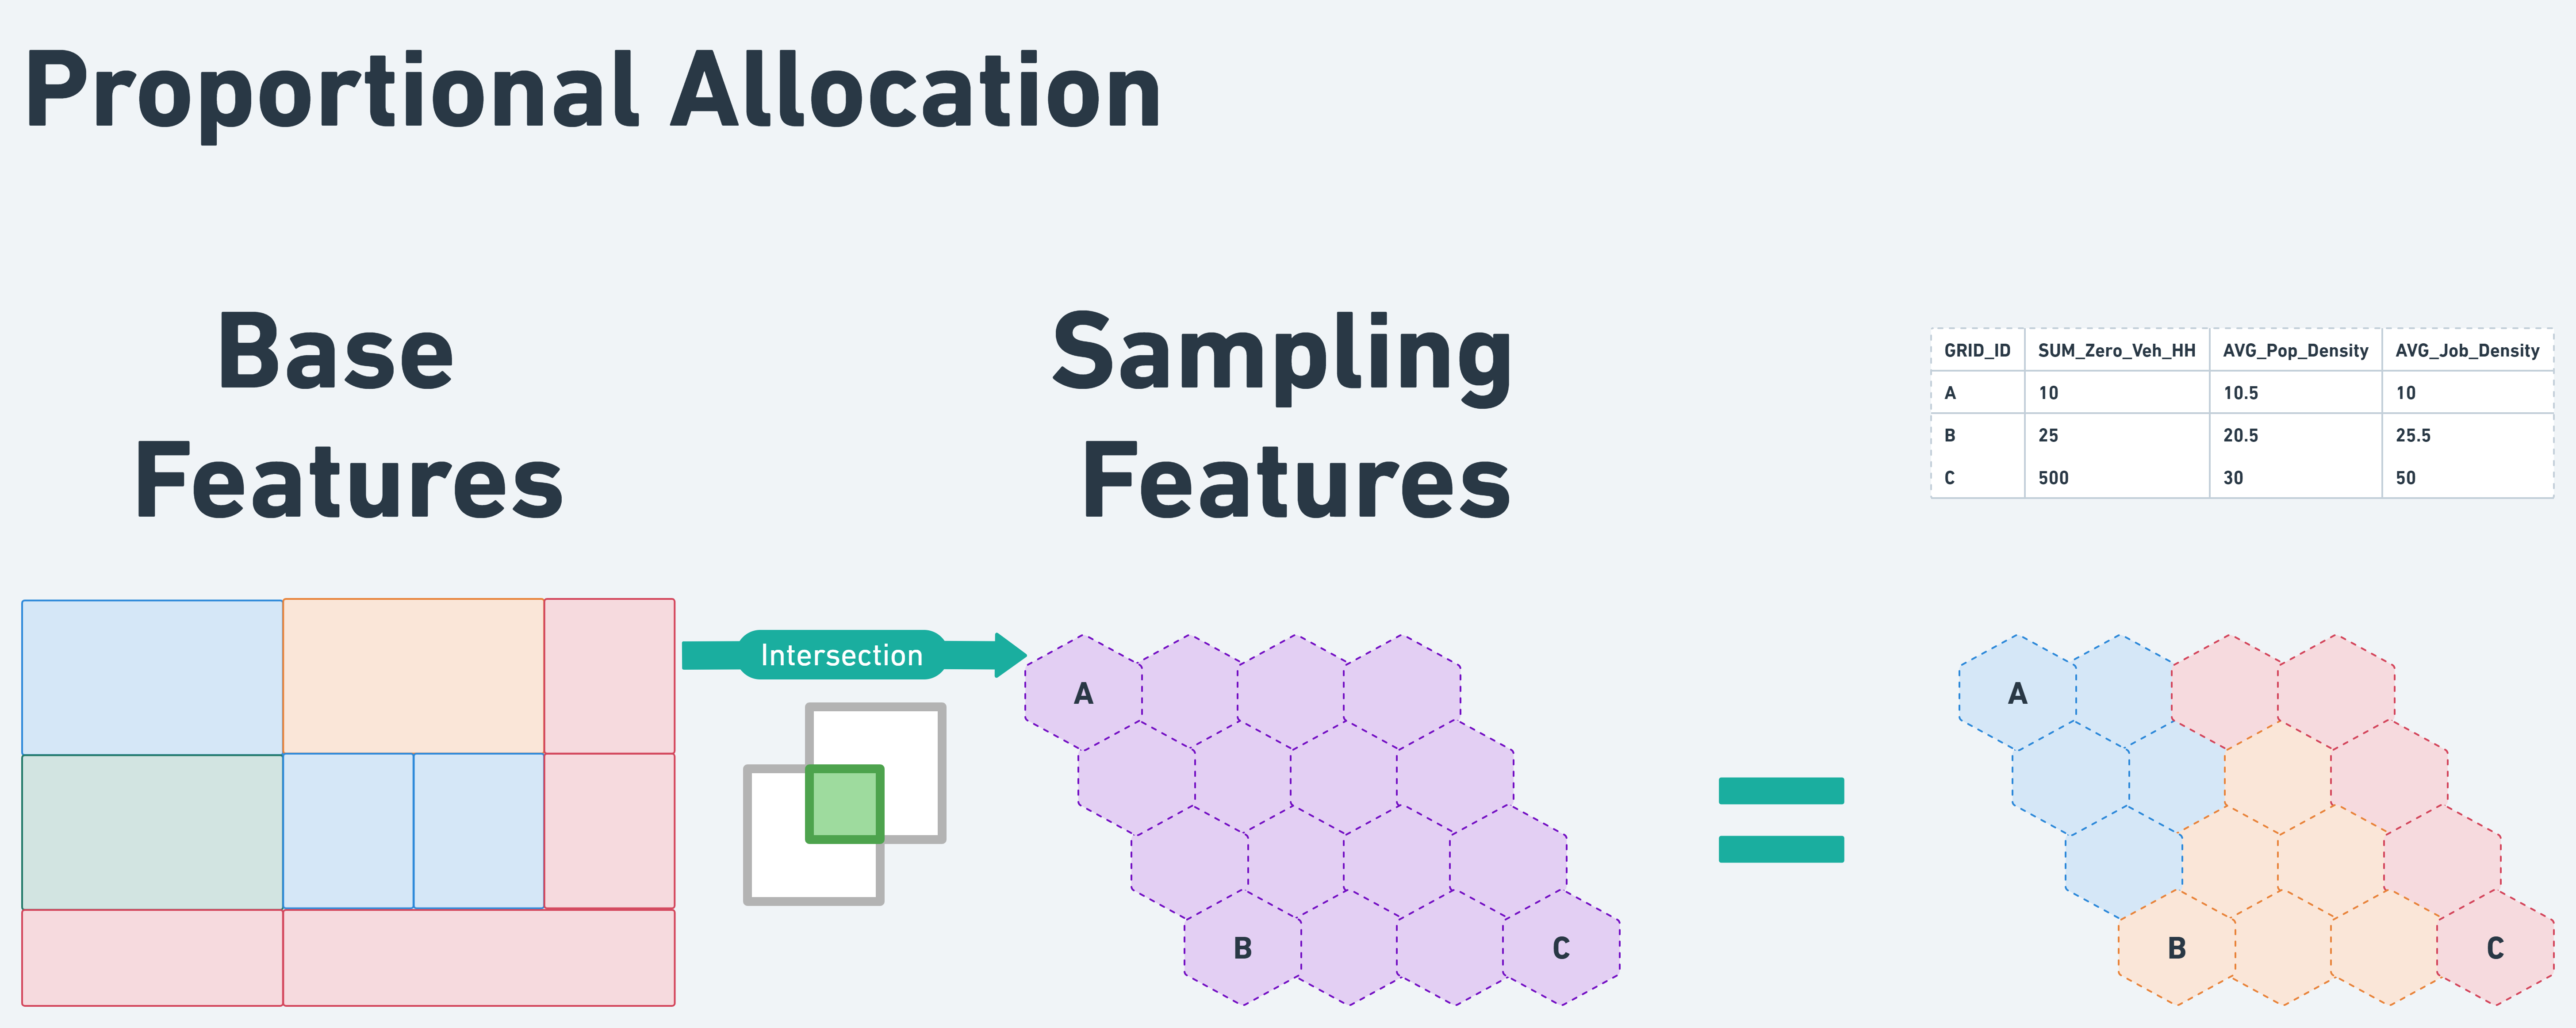 Proportional Allocation
Base
Features
Sampling
Features
GRID_ID SUM_Zero_Veh_HH AVG_Pop_Density AVG_Job_Density
A 10 10.5 10
B 25 20.5 25.5
C 500 30 50
Intersection
A
B
C
A
B
C